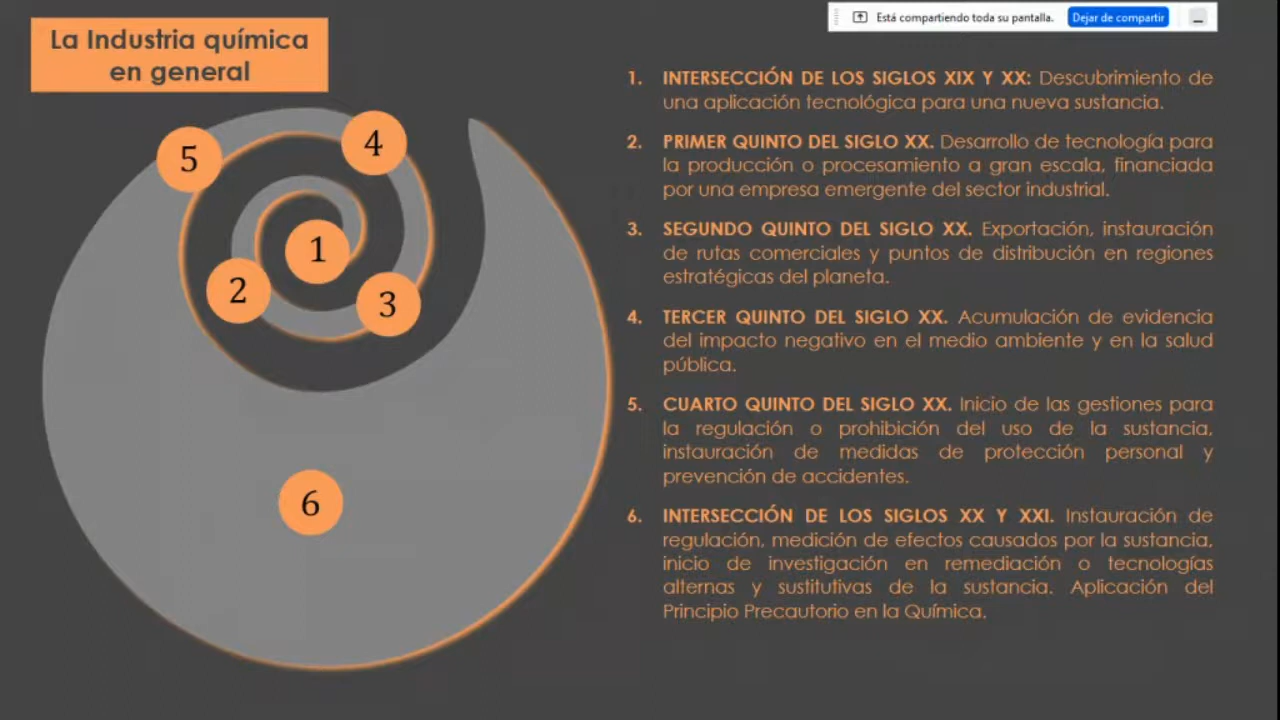 La Industria química
en general
Está compartiendo toda su pantalla. Dejar de compartir
1. INTERSECCIÓN DE LOS SIGLOS XIX Y XX: Descubrimiento de
una aplicación tecnológica para una nueva sustancia.
2. PRIMER QUINTO DEL SIGLO XX. Desarrollo de tecnología para
la producción o procesamiento a gran escala, financiada
por una empresa emergente del sector industrial.
3. SEGUNDO QUINTO DEL SIGLO XX. Exportación, instauración
de rutas comerciales y puntos de distribución en regiones
estratégicas del planeta.
4. TERCER QUINTO DEL SIGLO XX. Acumulación de evidencia
del impacto negativo en el medio ambiente y en la salud
pública.
5. CUARTO QUINTO DEL SIGLO XX. Inicio de las gestiones para
la regulación o prohibición del uso de la sustancia,
instauración de medidas de protección personal y
prevención de accidentes.
6. INTERSECCIÓN DE LOS SIGLOS XX Y XXI. Instauración de
regulación, medición de efectos causados por la sustancia,
inicio de investigación en remediación o tecnologías
alternas y sustitutivas de la sustancia. Aplicación del
Principio Precautorio en la Química.
5
4
1
2
3
6